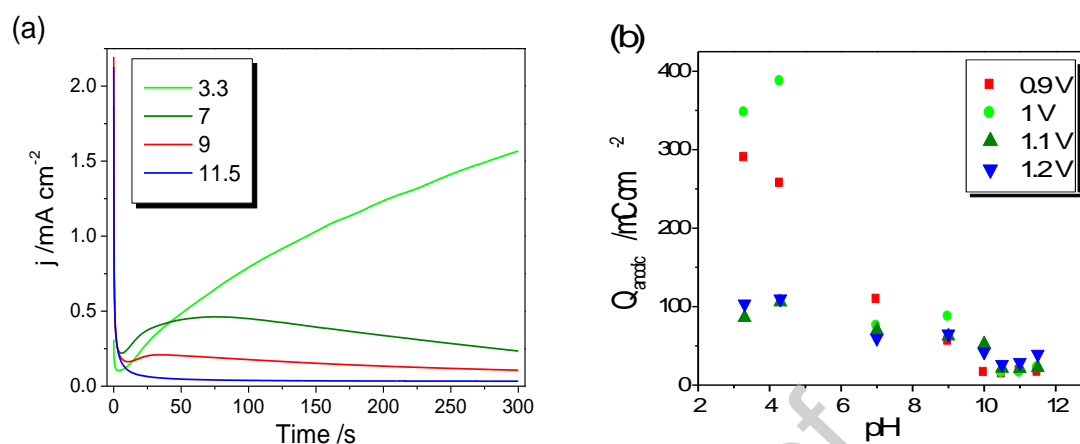 (a)
2.0
1.5
1.0
0.5
0.0
j /mA cm⁻²
3.3
7
9
11.5
0 50 100 150 200 250 300
Time /s
(b)
400
300
200
100
0
Q_anodic /mCcm⁻²
0.9V
1V
1.1V
1.2V
2 4 6 8 10 12
pH